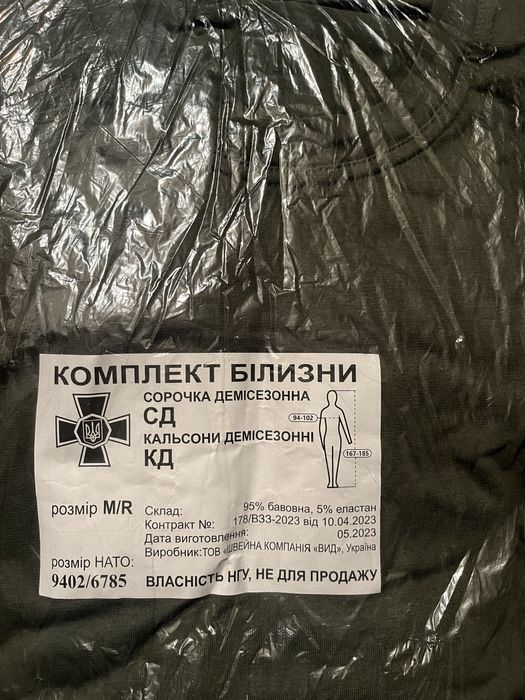 КОМПЛЕКТ БІЛИЗНИ
СОРОЧКА ДЕМІСЕЗОННА
СД
КАЛЬСОНИ ДЕМІСЕЗОННІ
КД
94-102
167-185
розмір M/R
Склад: 95% бавовна, 5% еластан
Контракт №: 178/ВЗЗ-2023 від 10.04.2023
Дата виготовлення: 05.2023
Виробник:ТОВ «ШВЕЙНА КОМПАНІЯ «ВИД», Україна
розмір НАТО:
9402/6785
ВЛАСНІСТЬ НГУ, НЕ ДЛЯ ПРОДАЖУ